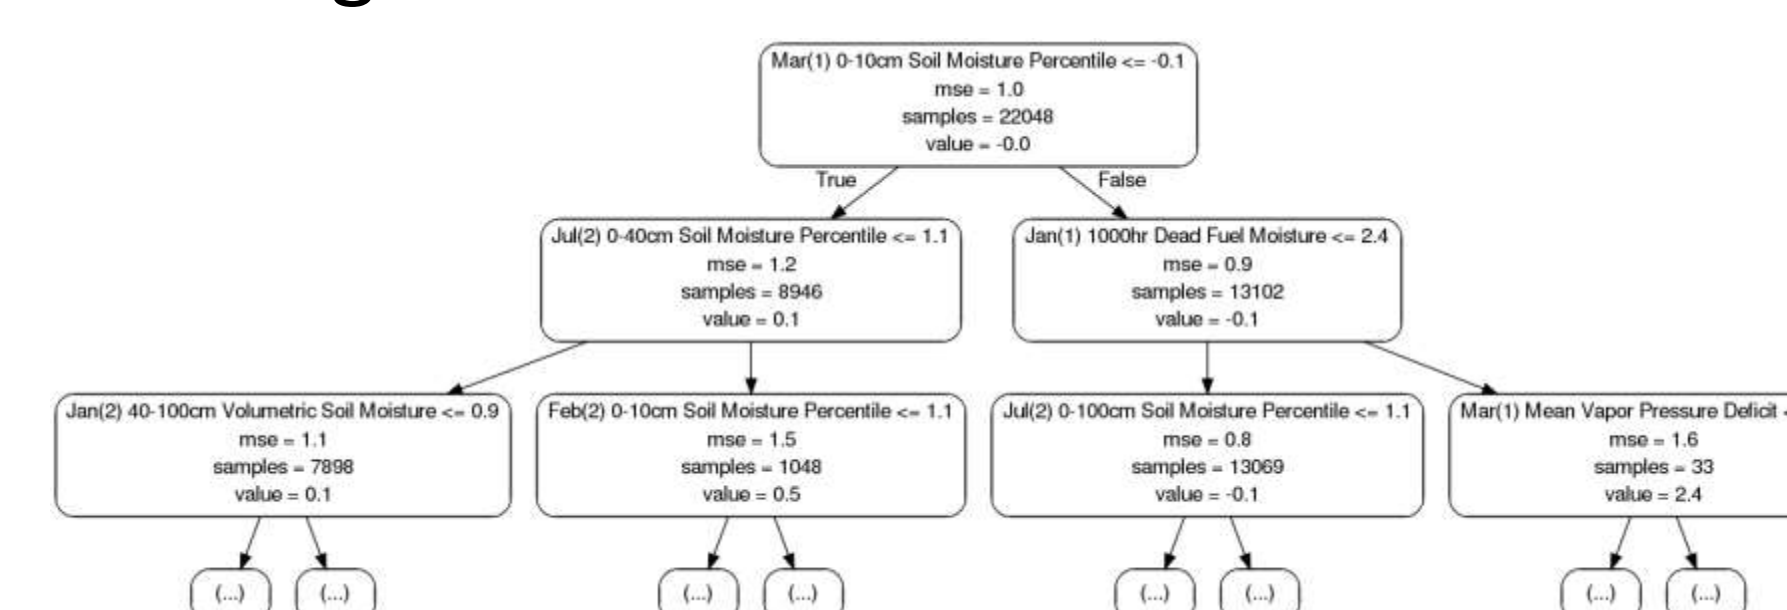 Mar(1) 0-10cm Soil Moisture Percentile <= -0.1
mse = 1.0
samples = 22048
value = -0.0
True
False
Jul(2) 0-40cm Soil Moisture Percentile <= 1.1
mse = 1.2
samples = 8946
value = 0.1
Jan(1) 1000hr Dead Fuel Moisture <= 2.4
mse = 0.9
samples = 13102
value = -0.1
Jan(2) 40-100cm Volumetric Soil Moisture <= 0.9
mse = 1.1
samples = 7898
value = 0.1
Feb(2) 0-10cm Soil Moisture Percentile <= 1.1
mse = 1.5
samples = 1048
value = 0.5
Jul(2) 0-100cm Soil Moisture Percentile <= 1.1
mse = 0.8
samples = 13069
value = -0.1
Mar(1) Mean Vapor Pressure Deficit
mse = 1.6
samples = 33
value = 2.4
(...)
(...)
(...)
(...)
(...)
(...)
(...)
(...)